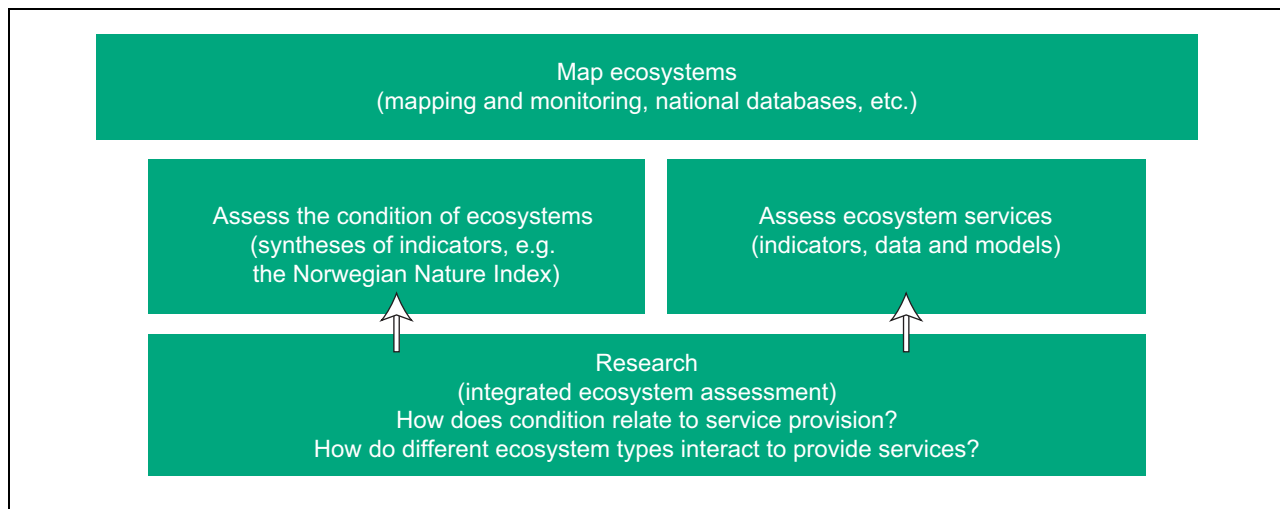 Map ecosystems
(mapping and monitoring, national databases, etc.)
Assess the condition of ecosystems
(syntheses of indicators, e.g.
the Norwegian Nature Index)
Assess ecosystem services
(indicators, data and models)
Research
(integrated ecosystem assessment)
How does condition relate to service provision?
How do different ecosystem types interact to provide services?